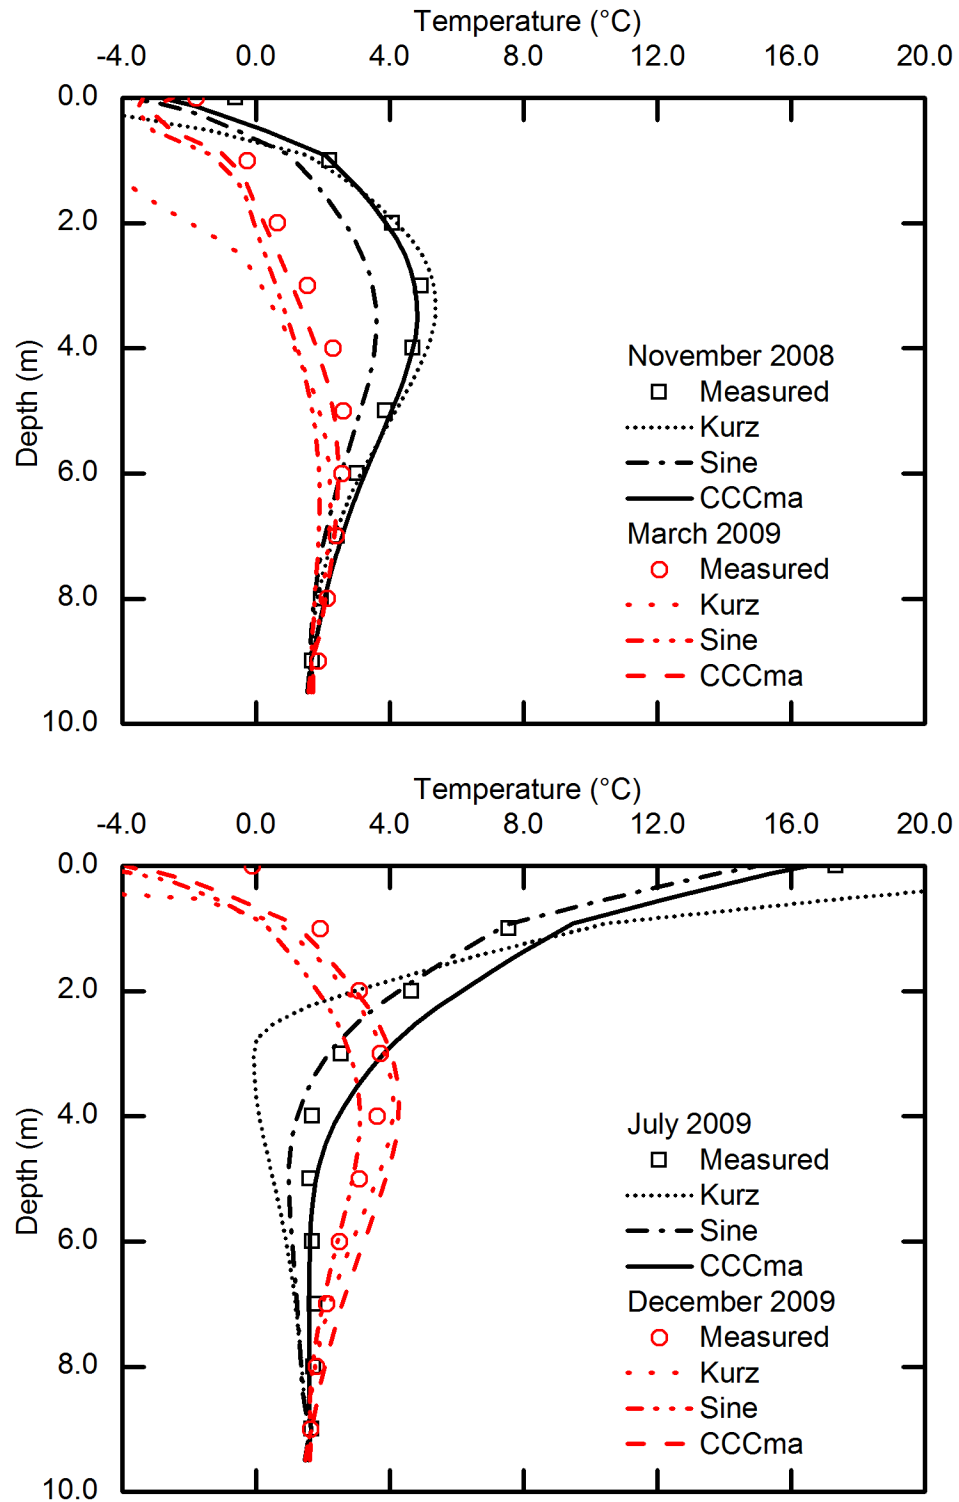 Temperature (°C)
-4.0 0.0 4.0 8.0 12.0 16.0 20.0
0.0
2.0
4.0
6.0
8.0
10.0
Depth (m)
November 2008
Measured
Kurz
Sine
CCCma
March 2009
Measured
Kurz
Sine
CCCma
Temperature (°C)
-4.0 0.0 4.0 8.0 12.0 16.0 20.0
0.0
2.0
4.0
6.0
8.0
10.0
Depth (m)
July 2009
Measured
Kurz
Sine
CCCma
December 2009
Measured
Kurz
Sine
CCCma